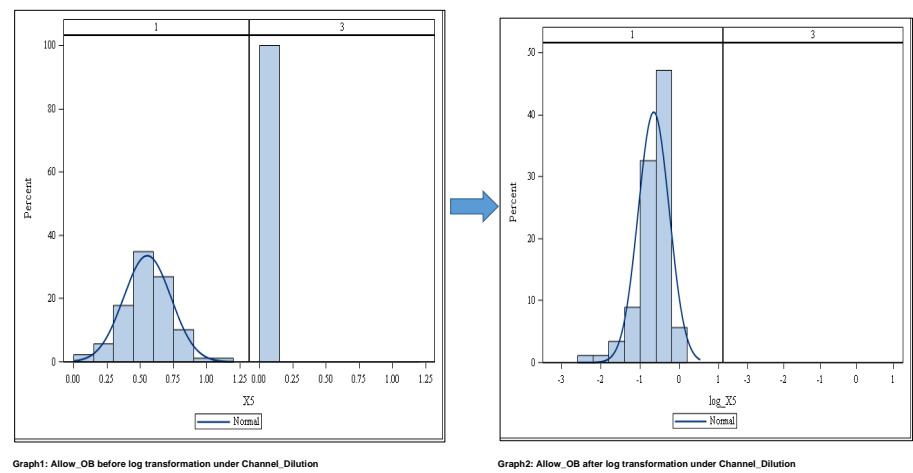 1 3
100
80
60
40
20
0
Percent
0.00 0.25 0.50 0.75 1.00 1.25 0.00 0.25 0.50 0.75 1.00 1.25
X5
Normal
Graph1: Allow_OB before log transformation under Channel_Dilution
1 3
50
40
30
20
10
0
Percent
-3 -2 -1 0 1 -3 -2 -1 0 1
log_X5
Normal
Graph2: Allow_OB after log transformation under Channel_Dilution